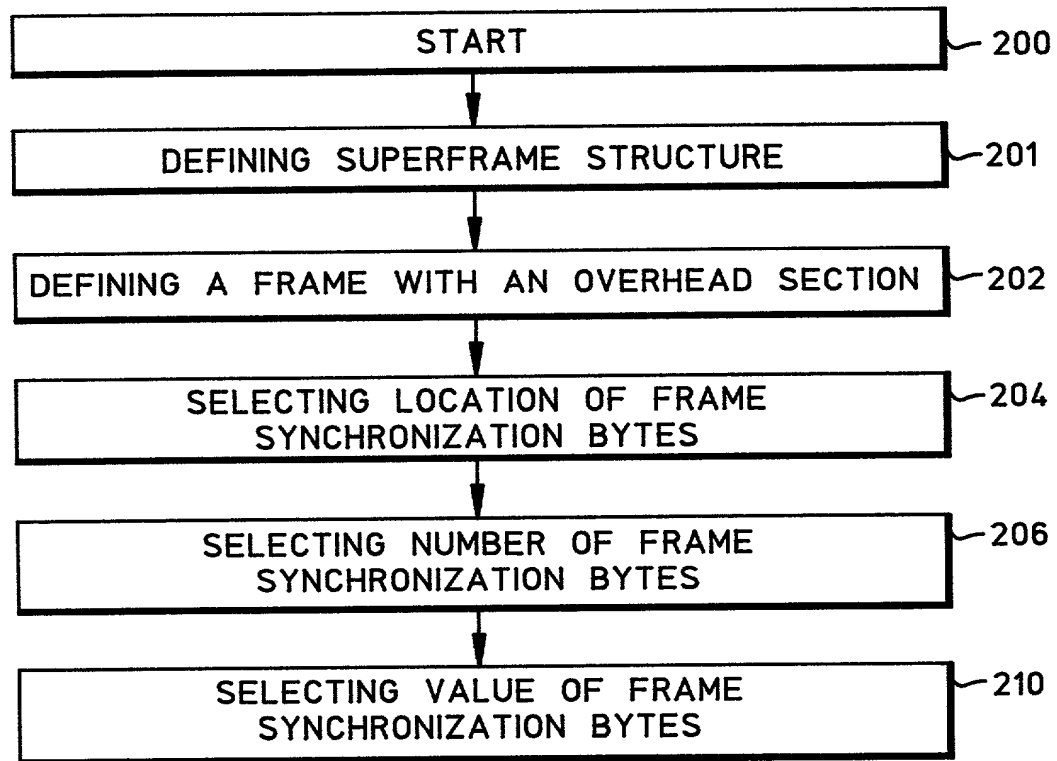 START
200
DEFINING SUPERFRAME STRUCTURE
201
DEFINING A FRAME WITH AN OVERHEAD SECTION
202
SELECTING LOCATION OF FRAME
SYNCHRONIZATION BYTES
204
SELECTING NUMBER OF FRAME
SYNCHRONIZATION BYTES
206
SELECTING VALUE OF FRAME
SYNCHRONIZATION BYTES
210